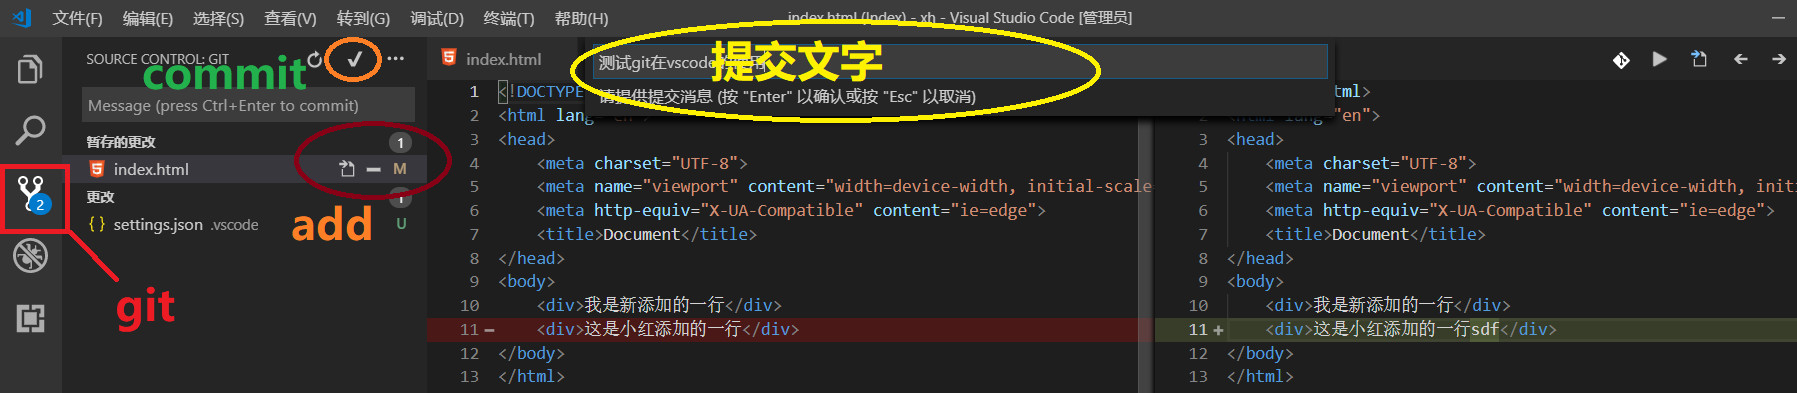 文件(F) 编辑(E) 选择(S) 查看(V) 转到(G) 调试(D) 终端(T) 帮助(H) index.html (Index) - xh - Visual Studio Code [管理员]
SOURCE CONTROL: GIT
commit
Message (press Ctrl+Enter to commit)
暂存的更改 1
index.html M
更改 1
settings.json .vscode U
2
add
git
index.html
测试git在vscode
提交文字
请提供提交消息 (按 "Enter" 以确认或按 "Esc" 以取消)
1 <!DOCTYPE
2 <html lang="en">
3 <head>
4 <meta charset="UTF-8">
5 <meta name="viewport" content="width=device-width, initial-scale
6 <meta http-equiv="X-UA-Compatible" content="ie=edge">
7 <title>Document</title>
8 </head>
9 <body>
10 <div>我是新添加的一行</div>
11 <div>这是小红添加的一行</div>
12 </body>
13 </html>
html>
2 <html lang="en">
3 <head>
4 <meta charset="UTF-8">
5 <meta name="viewport" content="width=device-width, init
6 <meta http-equiv="X-UA-Compatible" content="ie=edge">
7 <title>Document</title>
8 </head>
9 <body>
10 <div>我是新添加的一行</div>
11 + <div>这是小红添加的一行sdf</div>
12 </body>
13 </html>